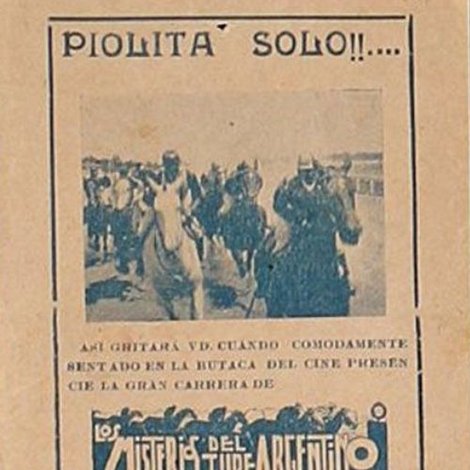 PIOLITA SOLO!!....
ASÍ GRITARÁ VD. CUANDO COMODAMENTE
SENTADO EN LA BUTACA DEL CINE PRESEN
CIE LA GRAN CARRERA DE
LOS MISTERIOS DEL
TURF ARGENTINO